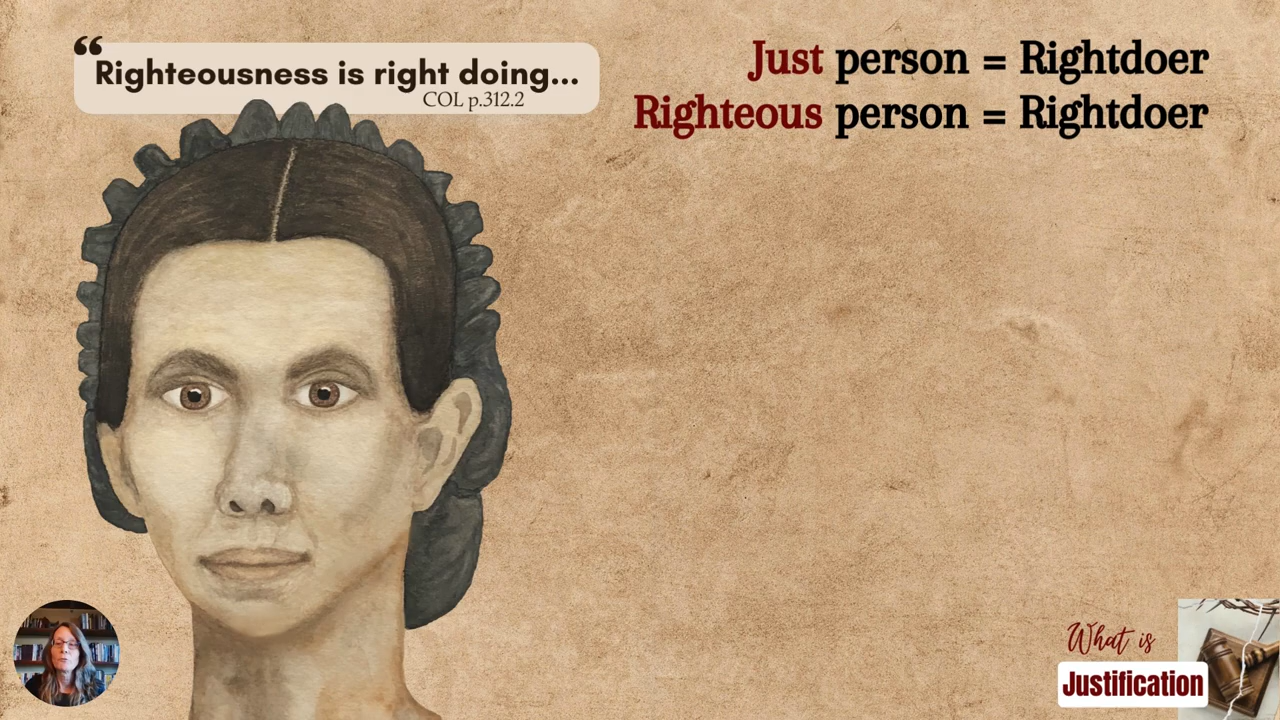 “Righteousness is right doing...
COL p.312.2
Just person = Rightdoer
Righteous person = Rightdoer
What is
Justification